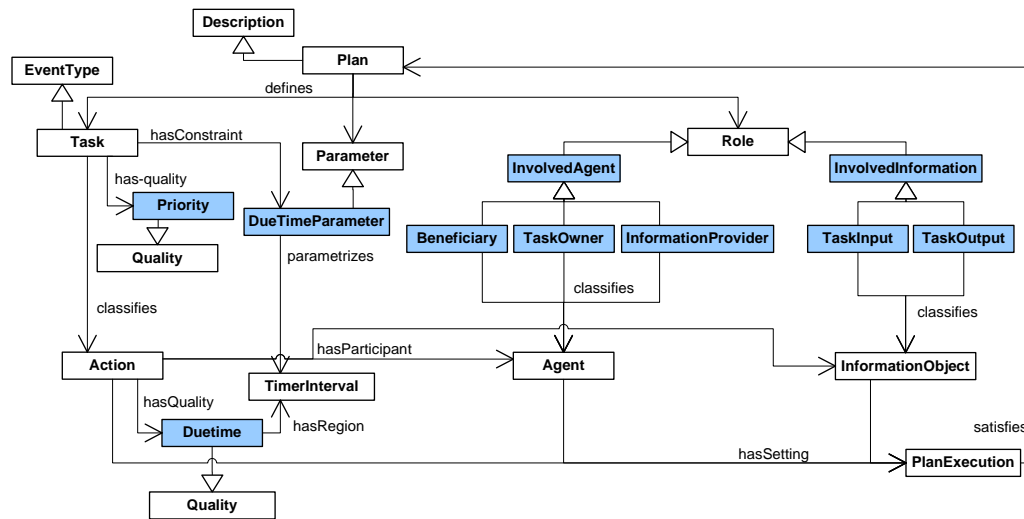 Description
Plan
EventType
defines
Task
hasConstraint
Parameter
Role
InvolvedAgent
InvolvedInformation
has-quality
Priority
DueTimeParameter
Beneficiary
TaskOwner
InformationProvider
TaskInput
TaskOutput
Quality
parametrizes
classifies
classifies
classifies
hasParticipant
Action
TimerInterval
Agent
InformationObject
hasQuality
Duetime
hasRegion
satisfies
hasSetting
PlanExecution
Quality